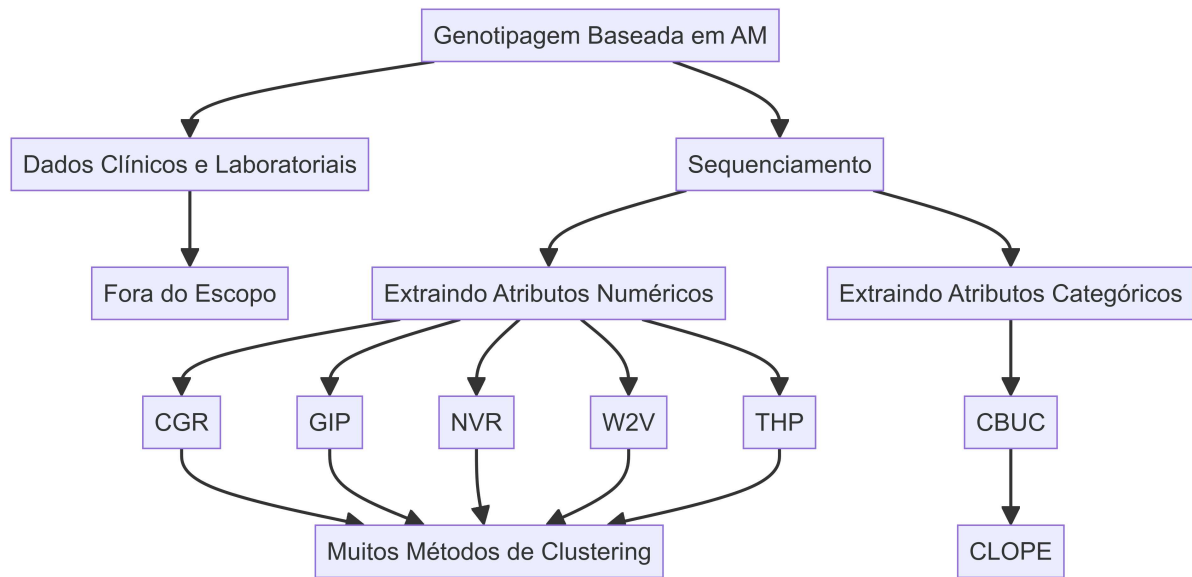 Genotipagem Baseada em AM
Dados Clínicos e Laboratoriais
Sequenciamento
Fora do Escopo
Extraindo Atributos Numéricos
Extraindo Atributos Categóricos
CGR
GIP
NVR
W2V
THP
CBUC
Muitos Métodos de Clustering
CLOPE